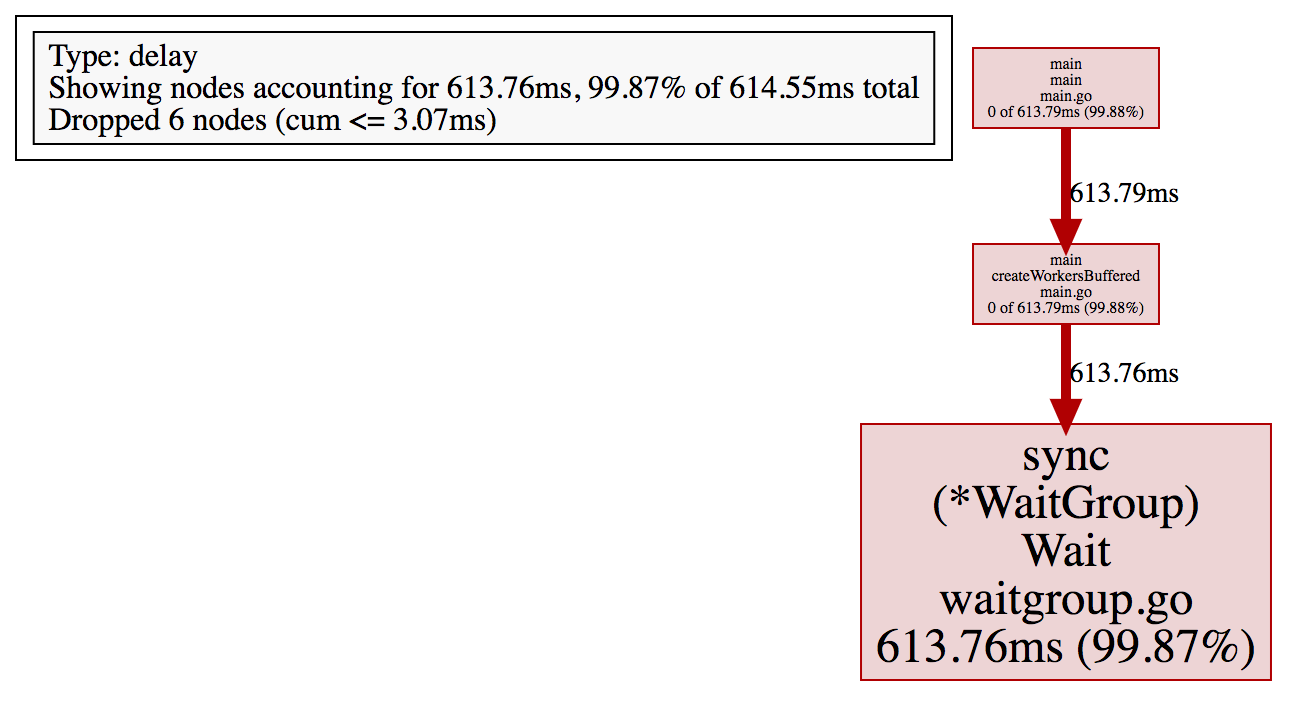 Type: delay
Showing nodes accounting for 613.76ms, 99.87% of 614.55ms total
Dropped 6 nodes (cum <= 3.07ms)
main
main
main.go
0 of 613.79ms (99.88%)
613.79ms
main
createWorkersBuffered
main.go
0 of 613.79ms (99.88%)
613.76ms
sync
(*WaitGroup)
Wait
waitgroup.go
613.76ms (99.87%)